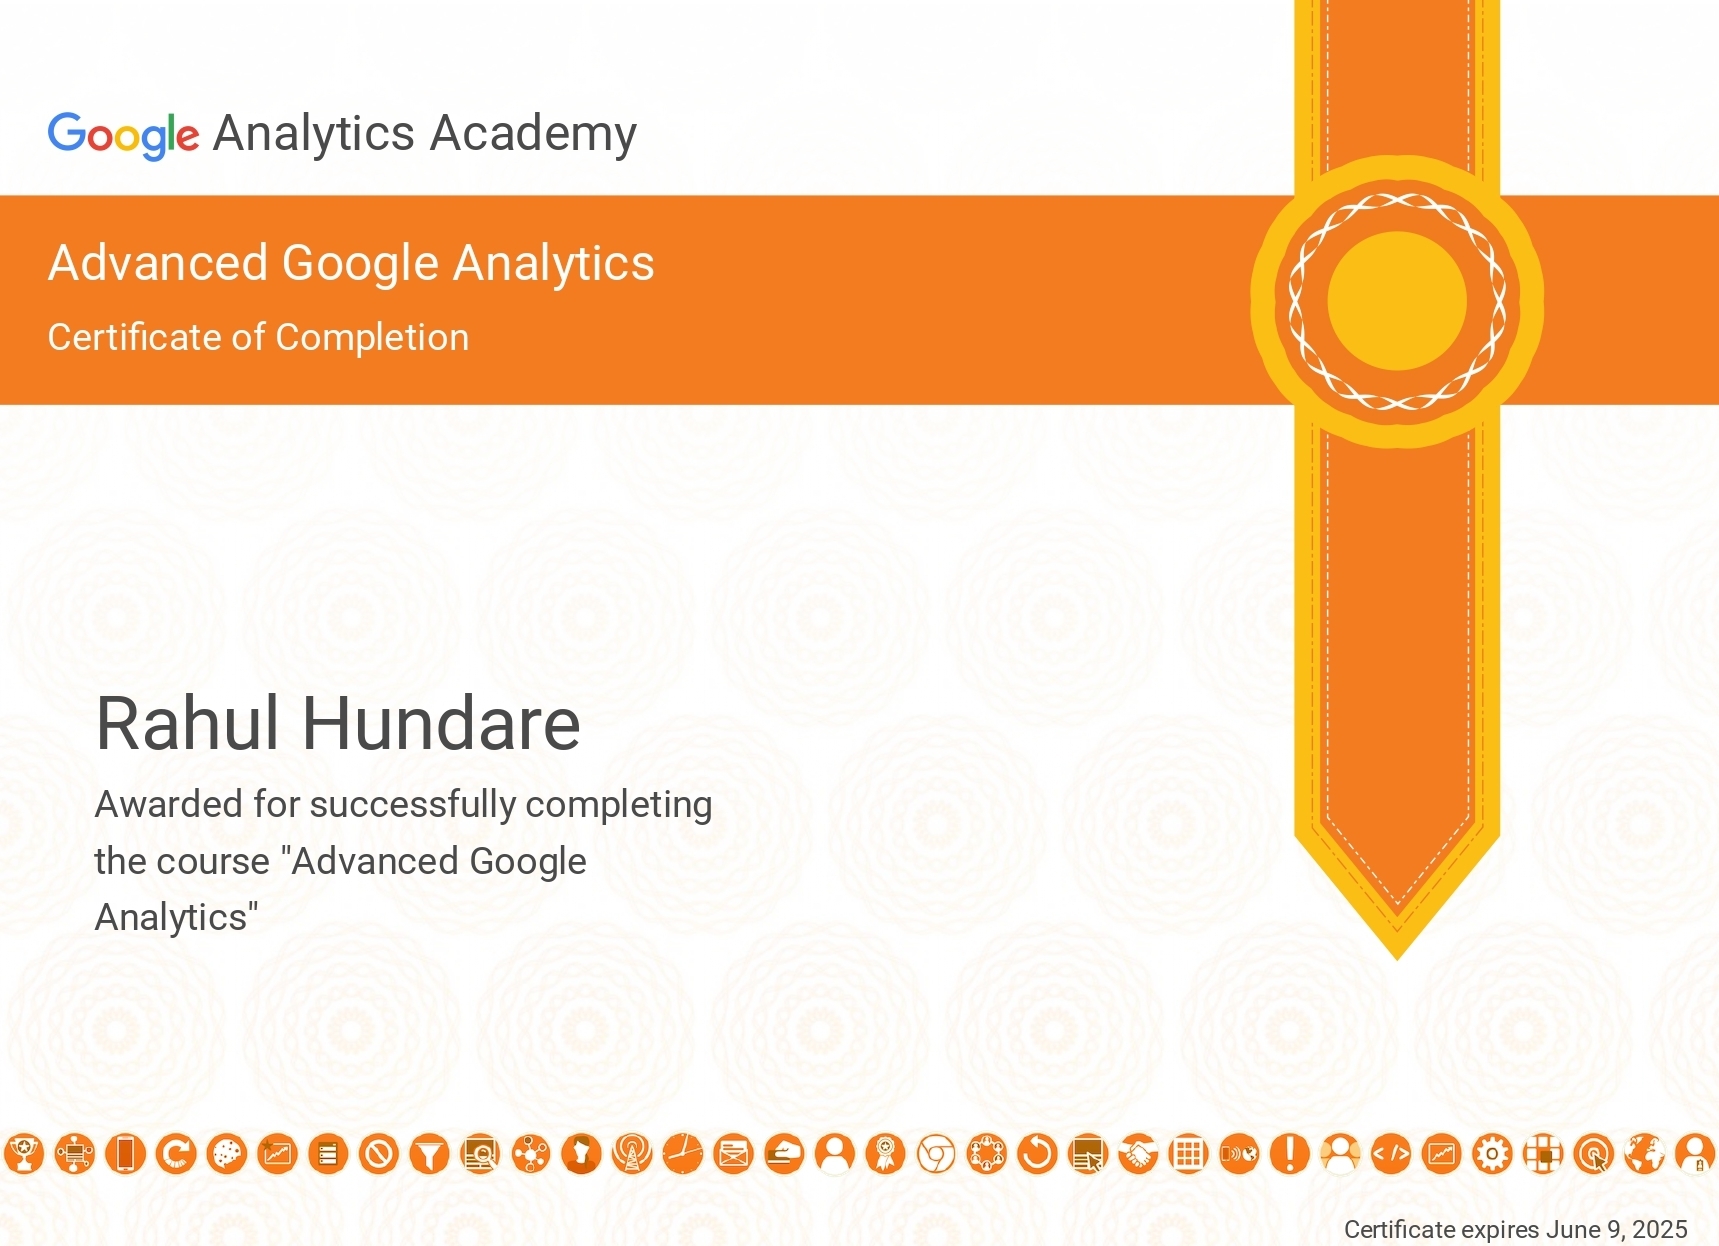 Google Analytics Academy
Advanced Google Analytics
Certificate of Completion
Rahul Hundare
Awarded for successfully completing
the course "Advanced Google
Analytics"
Certificate expires June 9, 2025